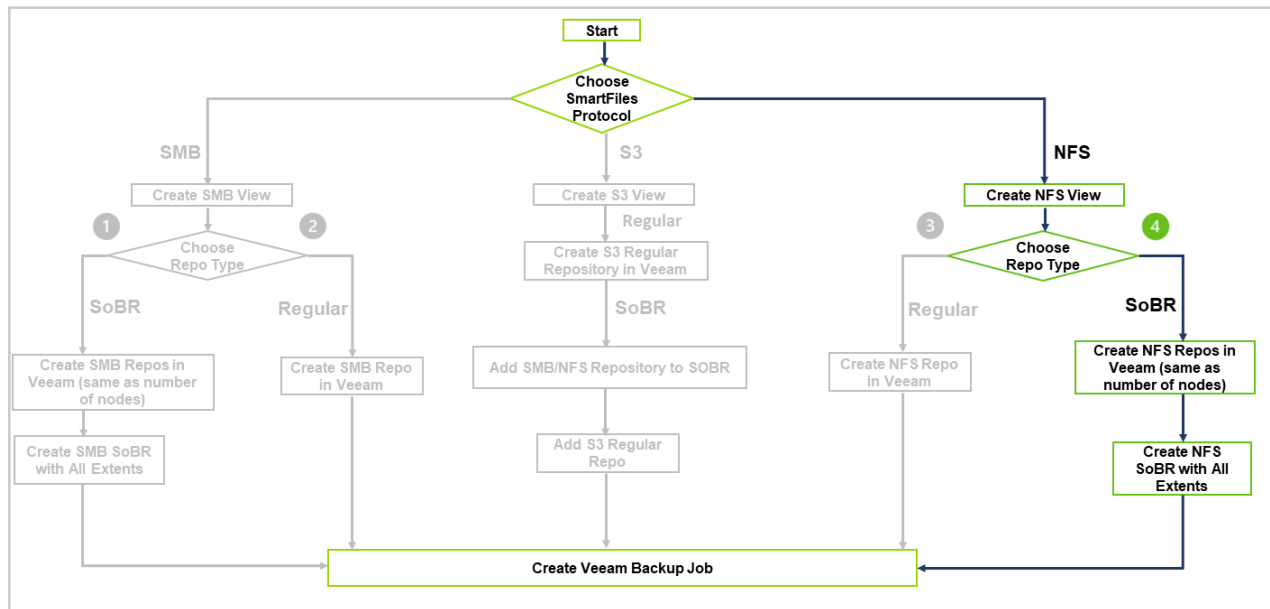 Start
Choose
SmartFiles
Protocol
SMB
S3
NFS
Create SMB View
Create S3 View
Create NFS View
1
2
Regular
3
4
Choose
Repo Type
Create S3 Regular
Repository in Veeam
Choose
Repo Type
SoBR
Regular
SoBR
Regular
SoBR
Create SMB Repos in
Veeam (same as number
of nodes)
Create SMB Repo
in Veeam
Add SMB/NFS Repository to SOBR
Create NFS Repo
in Veeam
Create NFS Repos in
Veeam (same as
number of nodes)
Create SMB SoBR
with All Extents
Add S3 Regular
Repo
Create NFS
SoBR with All
Extents
Create Veeam Backup Job